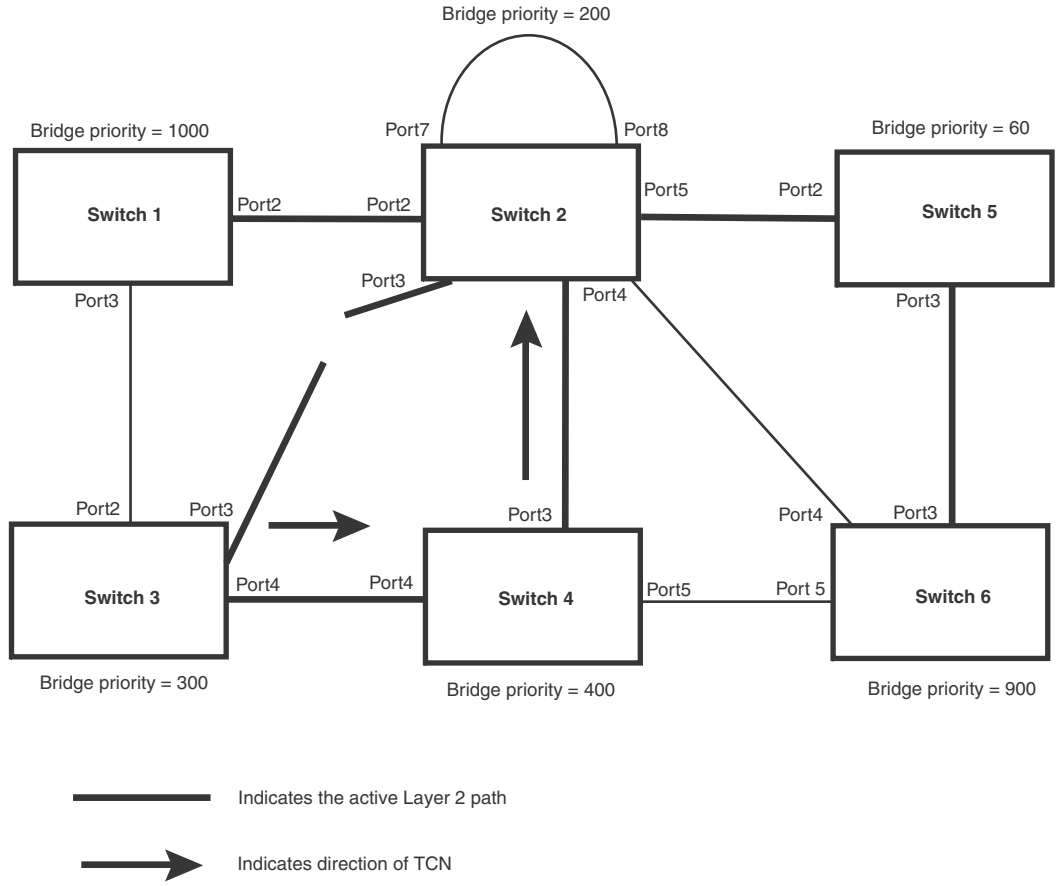 Bridge priority = 200
Bridge priority = 1000
Port7
Port8
Bridge priority = 60
Switch 1
Port2
Port2
Switch 2
Port5
Port2
Switch 5
Port3
Port3
Port4
Port3
Port2
Port3
Port3
Port4
Port3
Switch 3
Port4
Port4
Switch 4
Port5
Port 5
Switch 6
Bridge priority = 300
Bridge priority = 400
Bridge priority = 900
Indicates the active Layer 2 path
Indicates direction of TCN